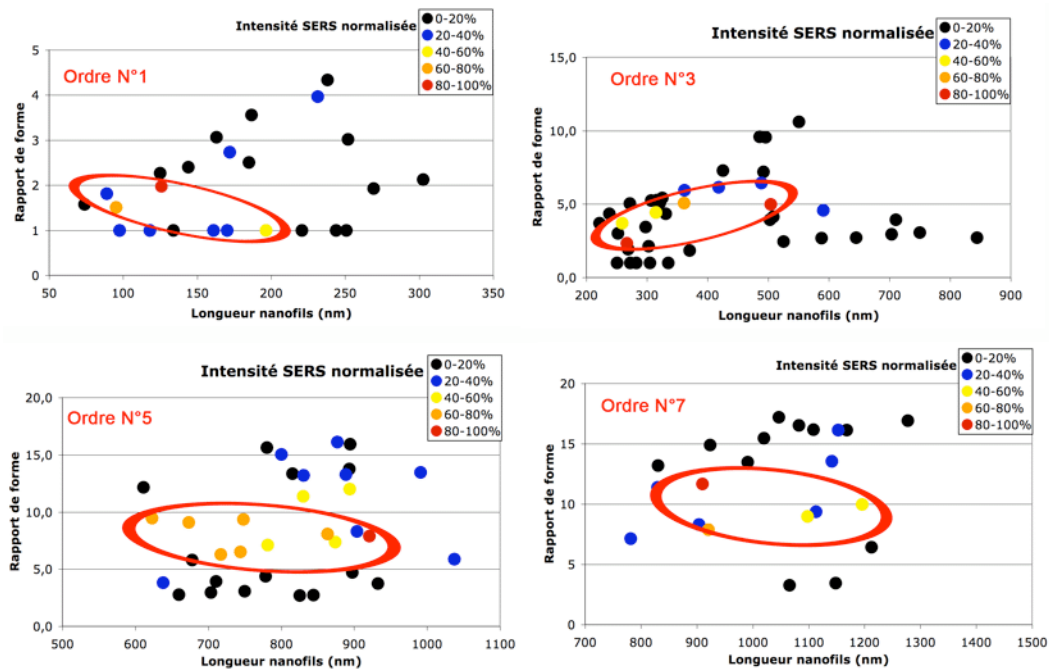 Intensité SERS normalisée
0-20%
20-40%
40-60%
60-80%
80-100%
Ordre N°1
Rapport de forme
5
4
3
2
1
0
50 100 150 200 250 300 350
Longueur nanofils (nm)
Intensité SERS normalisée
0-20%
20-40%
40-60%
60-80%
80-100%
Ordre N°3
Rapport de forme
15,0
10,0
5,0
0,0
200 300 400 500 600 700 800 900
Longueur nanofils (nm)
Intensité SERS normalisée
0-20%
20-40%
40-60%
60-80%
80-100%
Ordre N°5
Rapport de forme
20,0
15,0
10,0
5,0
0,0
500 600 700 800 900 1000 1100
Longueur nanofils (nm)
Intensité SERS normalisée
0-20%
20-40%
40-60%
60-80%
80-100%
Ordre N°7
Rapport de forme
20
15
10
5
0
700 800 900 1000 1100 1200 1300 1400 1500
Longueur nanofils (nm)